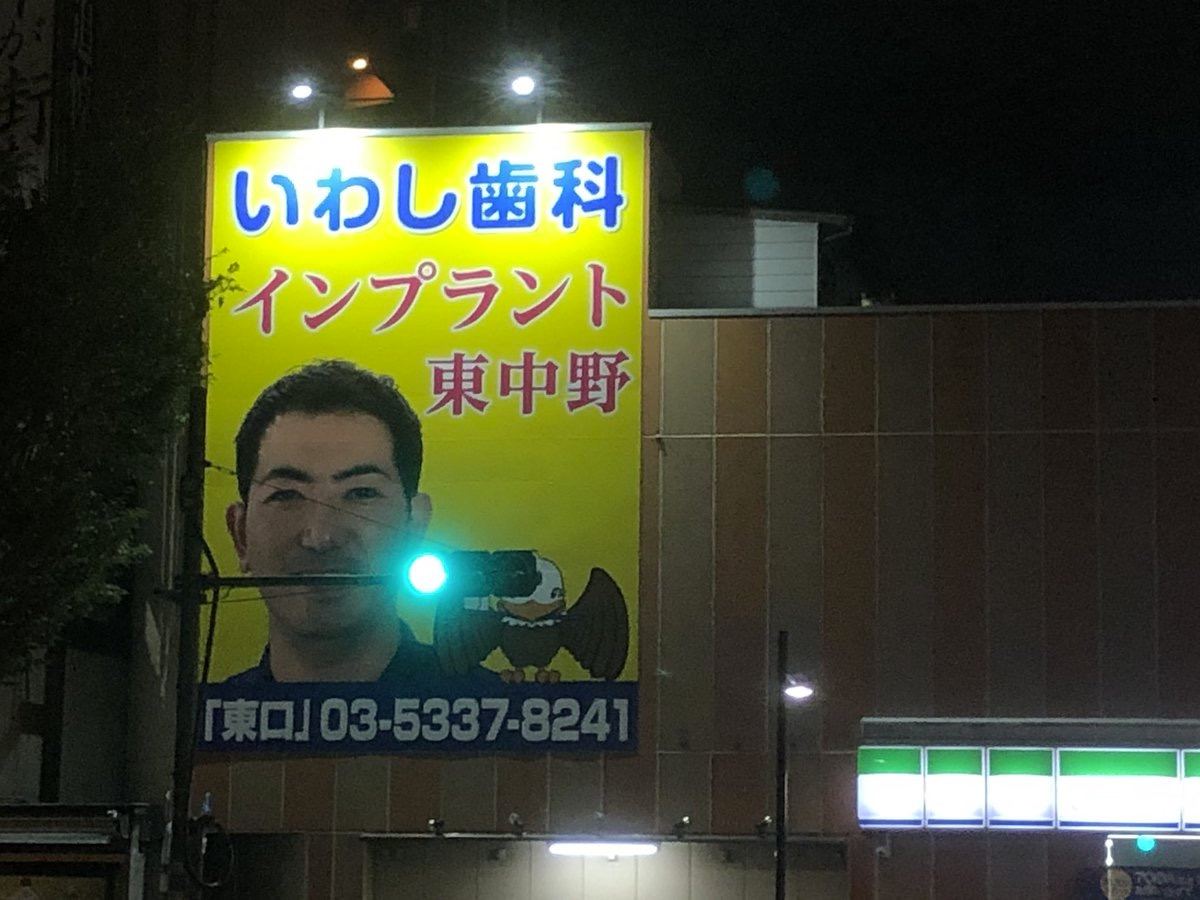 いわし歯科
インプラント
東中野
「東口」03-5337-8241